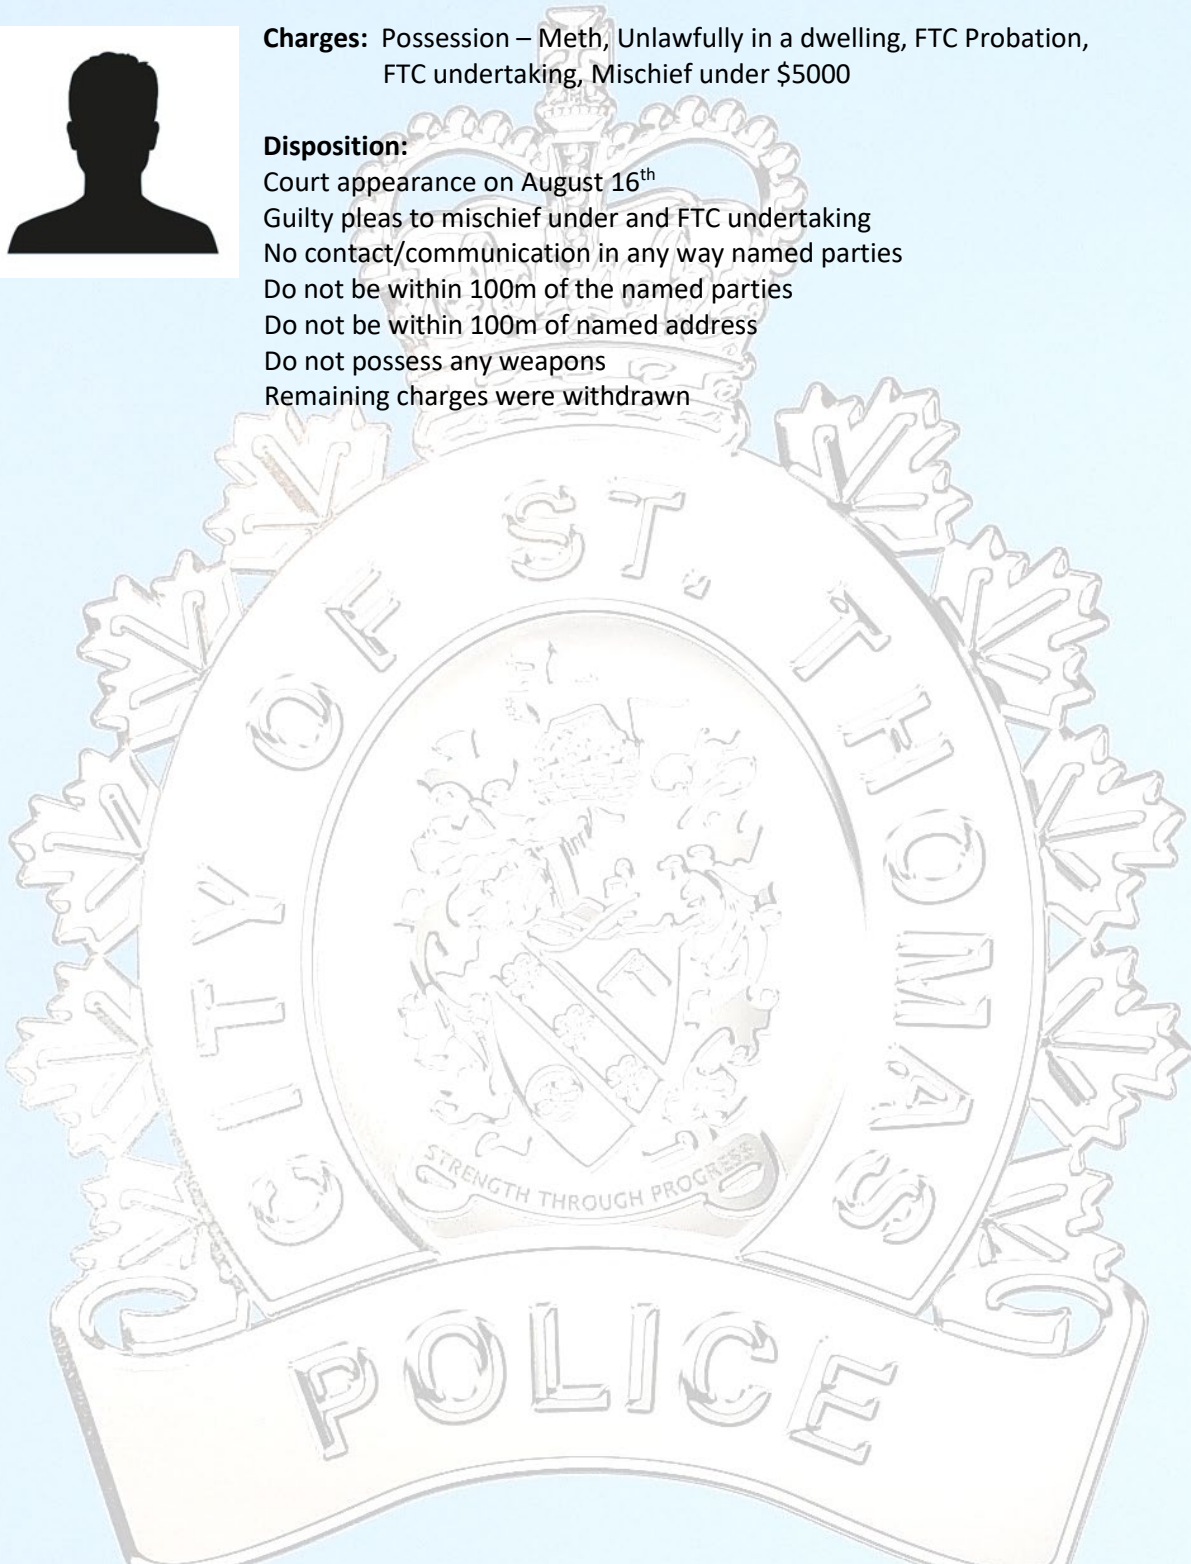 Charges: Possession – Meth, Unlawfully in a dwelling, FTC Probation,
FTC undertaking, Mischief under $5000
Disposition:
Court appearance on August 16th
Guilty pleas to mischief under and FTC undertaking
No contact/communication in any way named parties
Do not be within 100m of the named parties
Do not be within 100m of named address
Do not possess any weapons
Remaining charges were withdrawn
CITY OF ST. THOMAS
STRENGTH THROUGH PROGRESS
POLICE